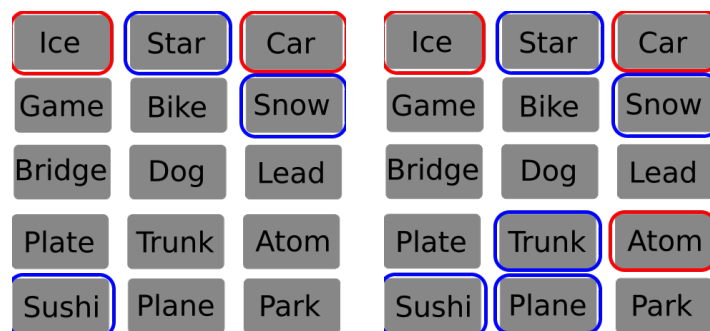 Ice Star Car Ice Star Car
Game Bike Snow Game Bike Snow
Bridge Dog Lead Bridge Dog Lead
Plate Trunk Atom Plate Trunk Atom
Sushi Plane Park Sushi Plane Park